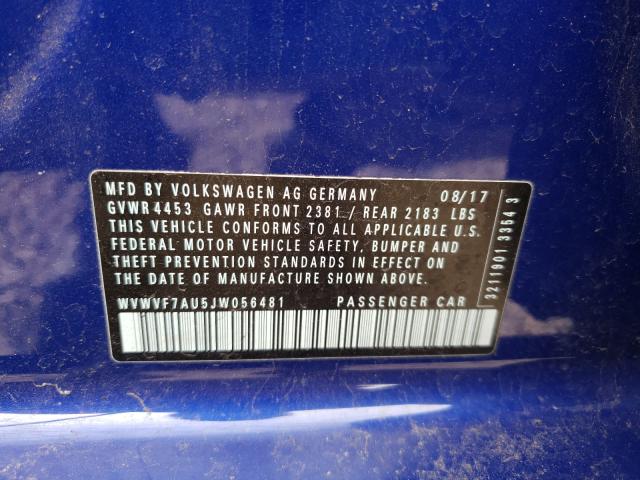 MFD BY VOLKSWAGEN AG GERMANY 08/17
GVWR 4453 GAWR FRONT 2381 / REAR 2183 LBS
THIS VEHICLE CONFORMS TO ALL APPLICABLE U.S.
FEDERAL MOTOR VEHICLE SAFETY, BUMPER AND
THEFT PREVENTION STANDARDS IN EFFECT ON
THE DATE OF MANUFACTURE SHOWN ABOVE.
WVWVF7AU5JW056481 PASSENGER CAR
32119013 3354 3